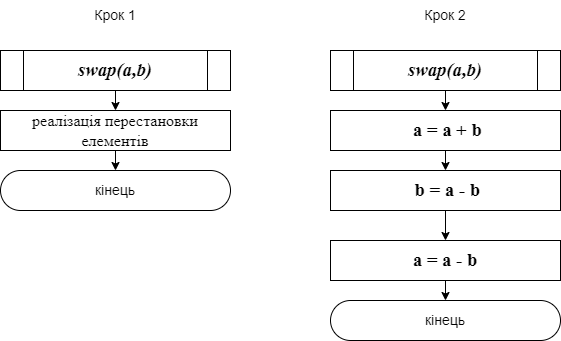 Крок 1
swap(a,b)
реалізація перестановки
елементів
кінець
Крок 2
swap(a,b)
a = a + b
b = a - b
a = a - b
кінець